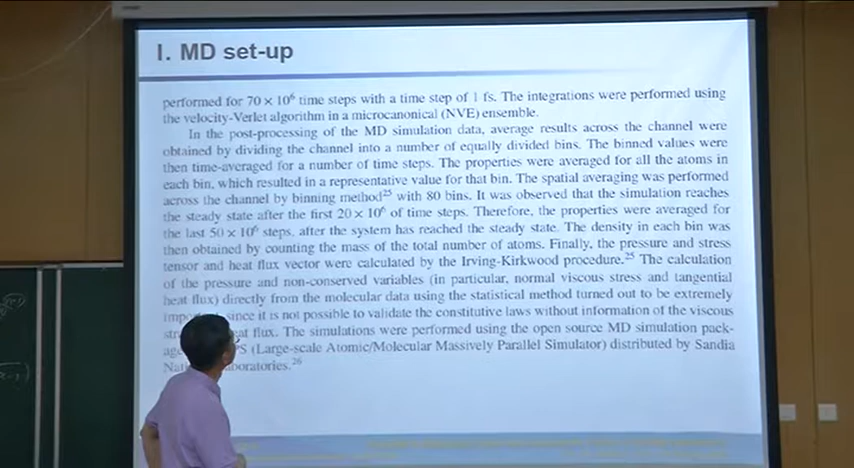 I. MD set-up
performed for 70 × 10⁶ time steps with a time step of 1 fs. The integrations were performed using
the velocity-Verlet algorithm in a microcanonical (NVE) ensemble.
In the post-processing of the MD simulation data, average results across the channel were
obtained by dividing the channel into a number of equally divided bins. The binned values were
then time-averaged for a number of time steps. The properties were averaged for all the atoms in
each bin, which resulted in a representative value for that bin. The spatial averaging was performed
across the channel by binning method²⁵ with 80 bins. It was observed that the simulation reaches
the steady state after the first 20 × 10⁶ of time steps. Therefore, the properties were averaged for
the last 50 × 10⁶ steps, after the system has reached the steady state. The density in each bin was
then obtained by counting the mass of the total number of atoms. Finally, the pressure and stress
tensor and heat flux vector were calculated by the Irving-Kirkwood procedure.²⁵ The calculation
of the pressure and non-conserved variables (in particular, normal viscous stress and tangential
heat flux) directly from the molecular data using the statistical method turned out to be extremely
since it is not possible to validate the constitutive laws without information of the viscous
heat flux. The simulations were performed using the open source MD simulation pack-
(Large-scale Atomic/Molecular Massively Parallel Simulator) distributed by Sandia
Laboratories.²⁶